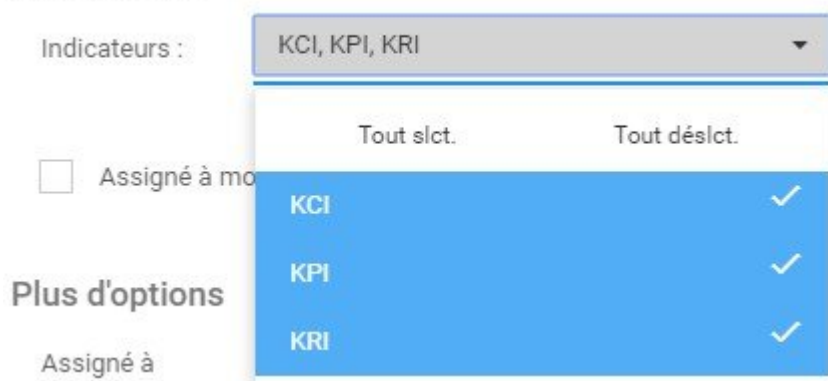 Indicateurs :
KCI, KPI, KRI
Tout slct.
Tout déslct.
Assigné à mo
KCI
KPI
KRI
Plus d'options
Assigné à